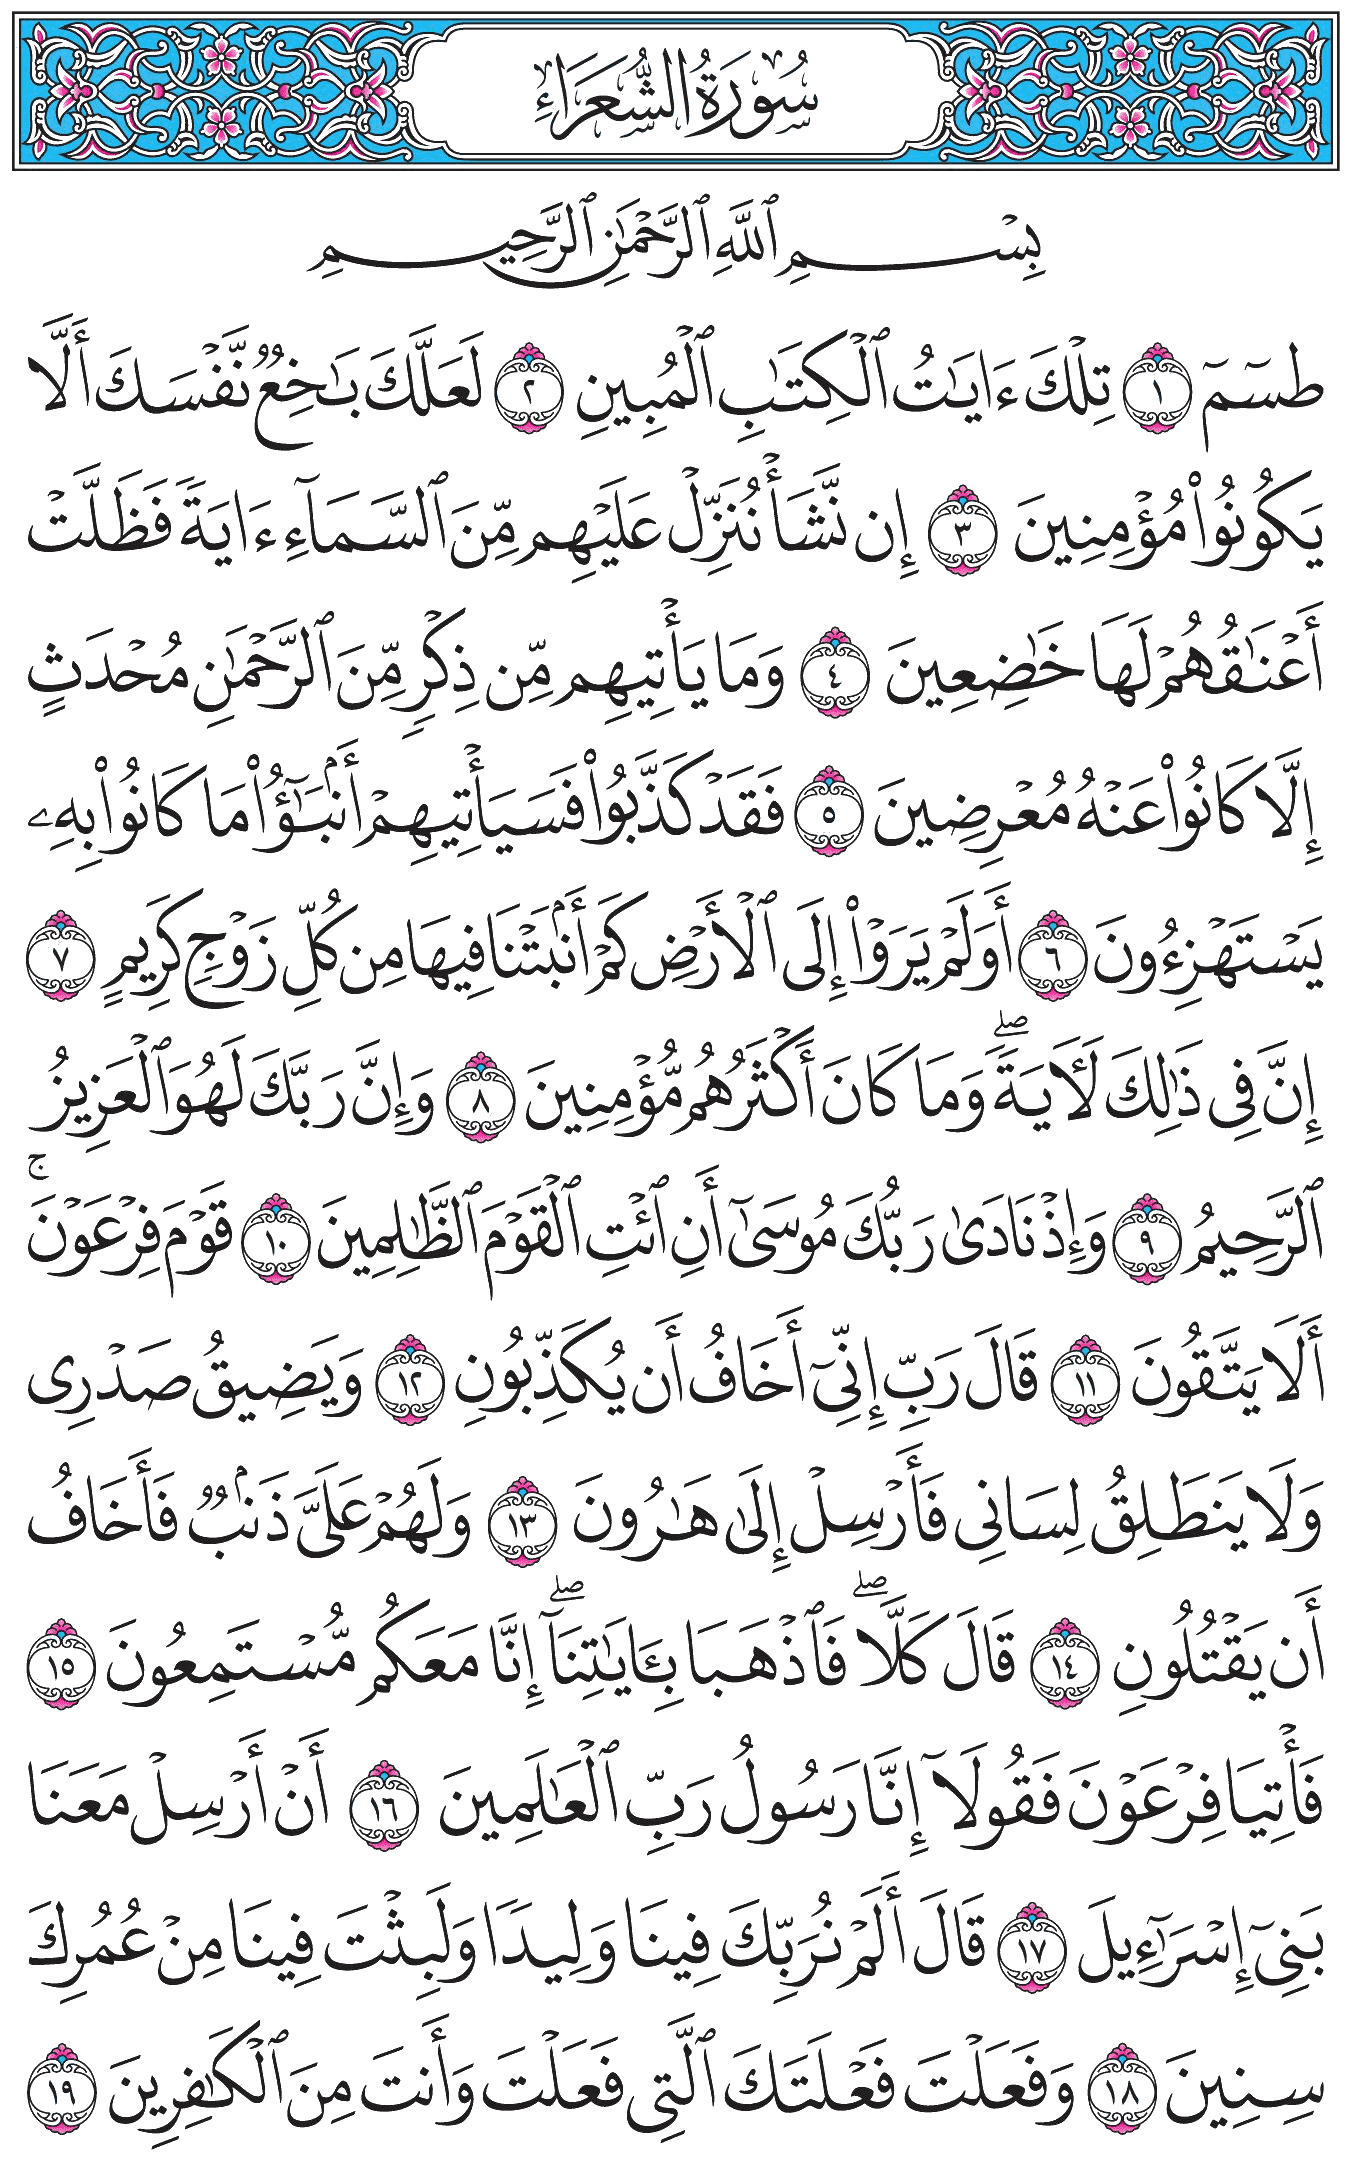 سُورَةُ الشُّعَرَاءِ
بِسْمِ ٱللَّهِ ٱلرَّحْمَٰنِ ٱلرَّحِيمِ
طسٓمٓ ١ تِلْكَ ءَايَٰتُ ٱلْكِتَٰبِ ٱلْمُبِينِ ٢ لَعَلَّكَ بَٰخِعٌ نَّفْسَكَ أَلَّا
يَكُونُوا۟ مُؤْمِنِينَ ٣ إِن نَّشَأْ نُنَزِّلْ عَلَيْهِم مِّنَ ٱلسَّمَآءِ ءَايَةً فَظَلَّتْ
أَعْنَٰقُهُمْ لَهَا خَٰضِعِينَ ٤ وَمَا يَأْتِيهِم مِّن ذِكْرٍ مِّنَ ٱلرَّحْمَٰنِ مُحْدَثٍ
إِلَّا كَانُوا۟ عَنْهُ مُعْرِضِينَ ٥ فَقَدْ كَذَّبُوا۟ فَسَيَأْتِيهِمْ أَنۢبَٰٓؤُا۟ مَا كَانُوا۟ بِهِۦ
يَسْتَهْزِءُونَ ٦ أَوَلَمْ يَرَوْا۟ إِلَى ٱلْأَرْضِ كَمْ أَنۢبَتْنَا فِيهَا مِن كُلِّ زَوْجٍ كَرِيمٍ ٧
إِنَّ فِى ذَٰلِكَ لَـَٔايَةً ۖ وَمَا كَانَ أَكْثَرُهُم مُّؤْمِنِينَ ٨ وَإِنَّ رَبَّكَ لَهُوَ ٱلْعَزِيزُ
ٱلرَّحِيمُ ٩ وَإِذْ نَادَىٰ رَبُّكَ مُوسَىٰٓ أَنِ ٱئْتِ ٱلْقَوْمَ ٱلظَّٰلِمِينَ ١٠ قَوْمَ فِرْعَوْنَ ۚ
أَلَا يَتَّقُونَ ١١ قَالَ رَبِّ إِنِّىٓ أَخَافُ أَن يُكَذِّبُونِ ١٢ وَيَضِيقُ صَدْرِى
وَلَا يَنطَلِقُ لِسَانِى فَأَرْسِلْ إِلَىٰ هَٰرُونَ ١٣ وَلَهُمْ عَلَىَّ ذَنۢبٌ فَأَخَافُ
أَن يَقْتُلُونِ ١٤ قَالَ كَلَّا ۖ فَٱذْهَبَا بِـَٔايَٰتِنَآ ۖ إِنَّا مَعَكُم مُّسْتَمِعُونَ ١٥
فَأْتِيَا فِرْعَوْنَ فَقُولَآ إِنَّا رَسُولُ رَبِّ ٱلْعَٰلَمِينَ ١٦ أَنْ أَرْسِلْ مَعَنَا
بَنِىٓ إِسْرَٰٓءِيلَ ١٧ قَالَ أَلَمْ نُرَبِّكَ فِينَا وَلِيدًا وَلَبِثْتَ فِينَا مِنْ عُمُرِكَ
سِنِينَ ١٨ وَفَعَلْتَ فَعْلَتَكَ ٱلَّتِى فَعَلْتَ وَأَنتَ مِنَ ٱلْكَٰفِرِينَ ١٩